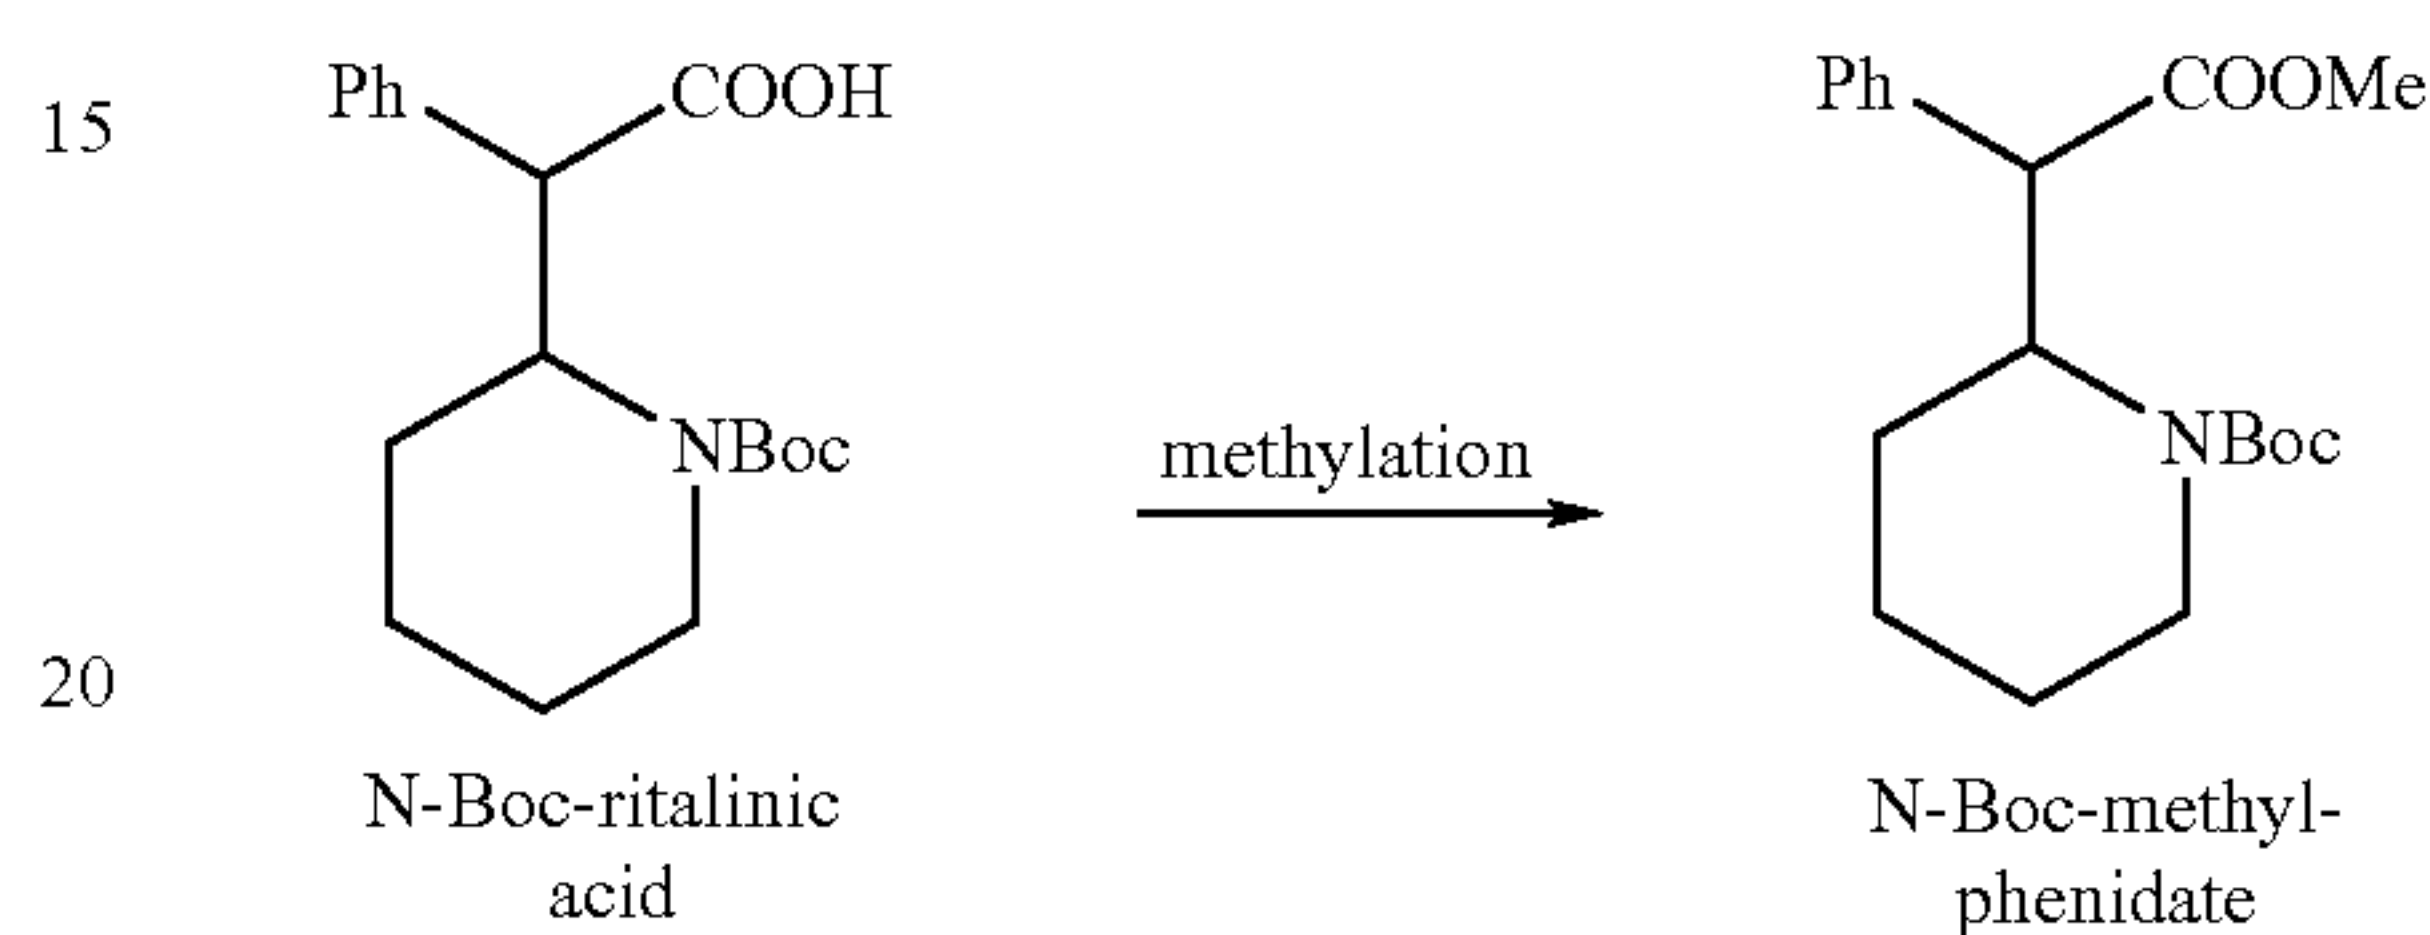 15
Ph
COOH
NBoc
20
N-Boc-ritalinic
acid
methylation
Ph
COOMe
NBoc
N-Boc-methyl-
phenidate